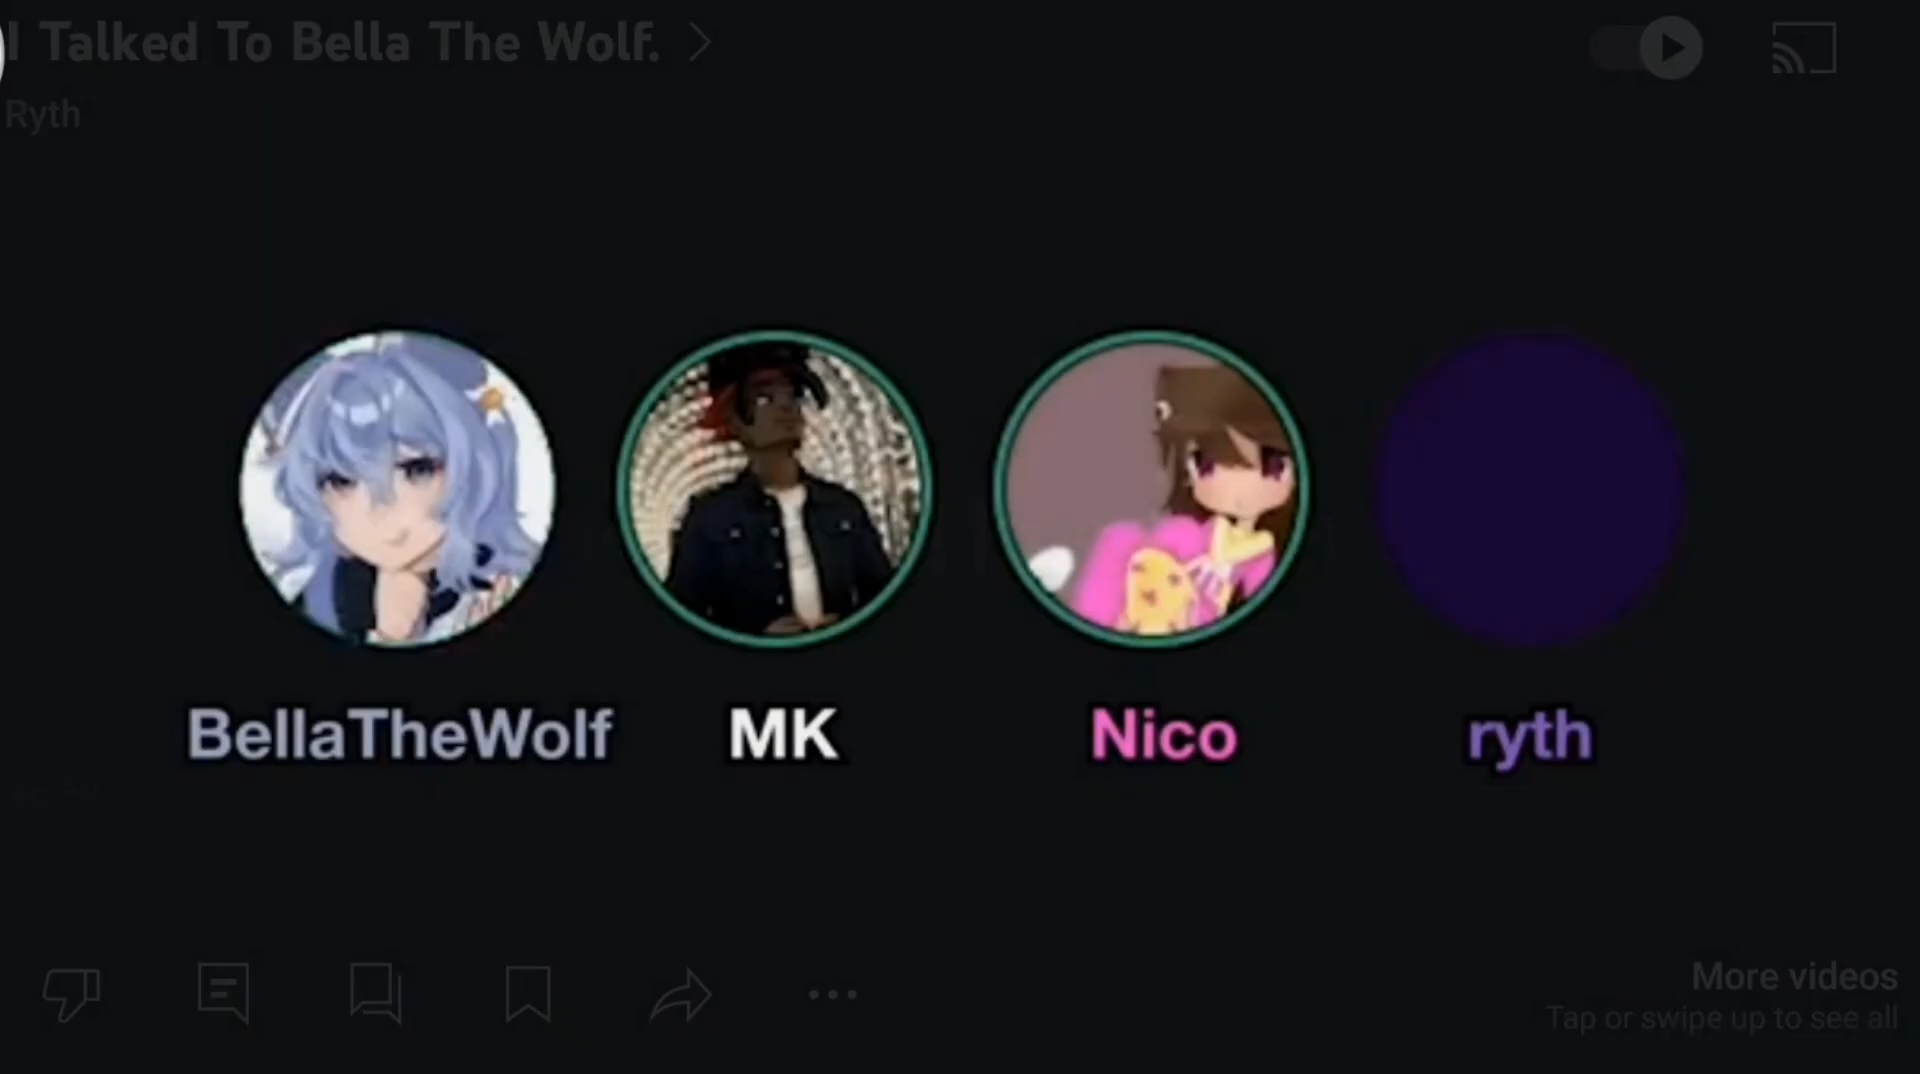 I Talked To Bella The Wolf.
Ryth
BellaTheWolf
MK
Nico
ryth
More videos
Tap or swipe up to see all